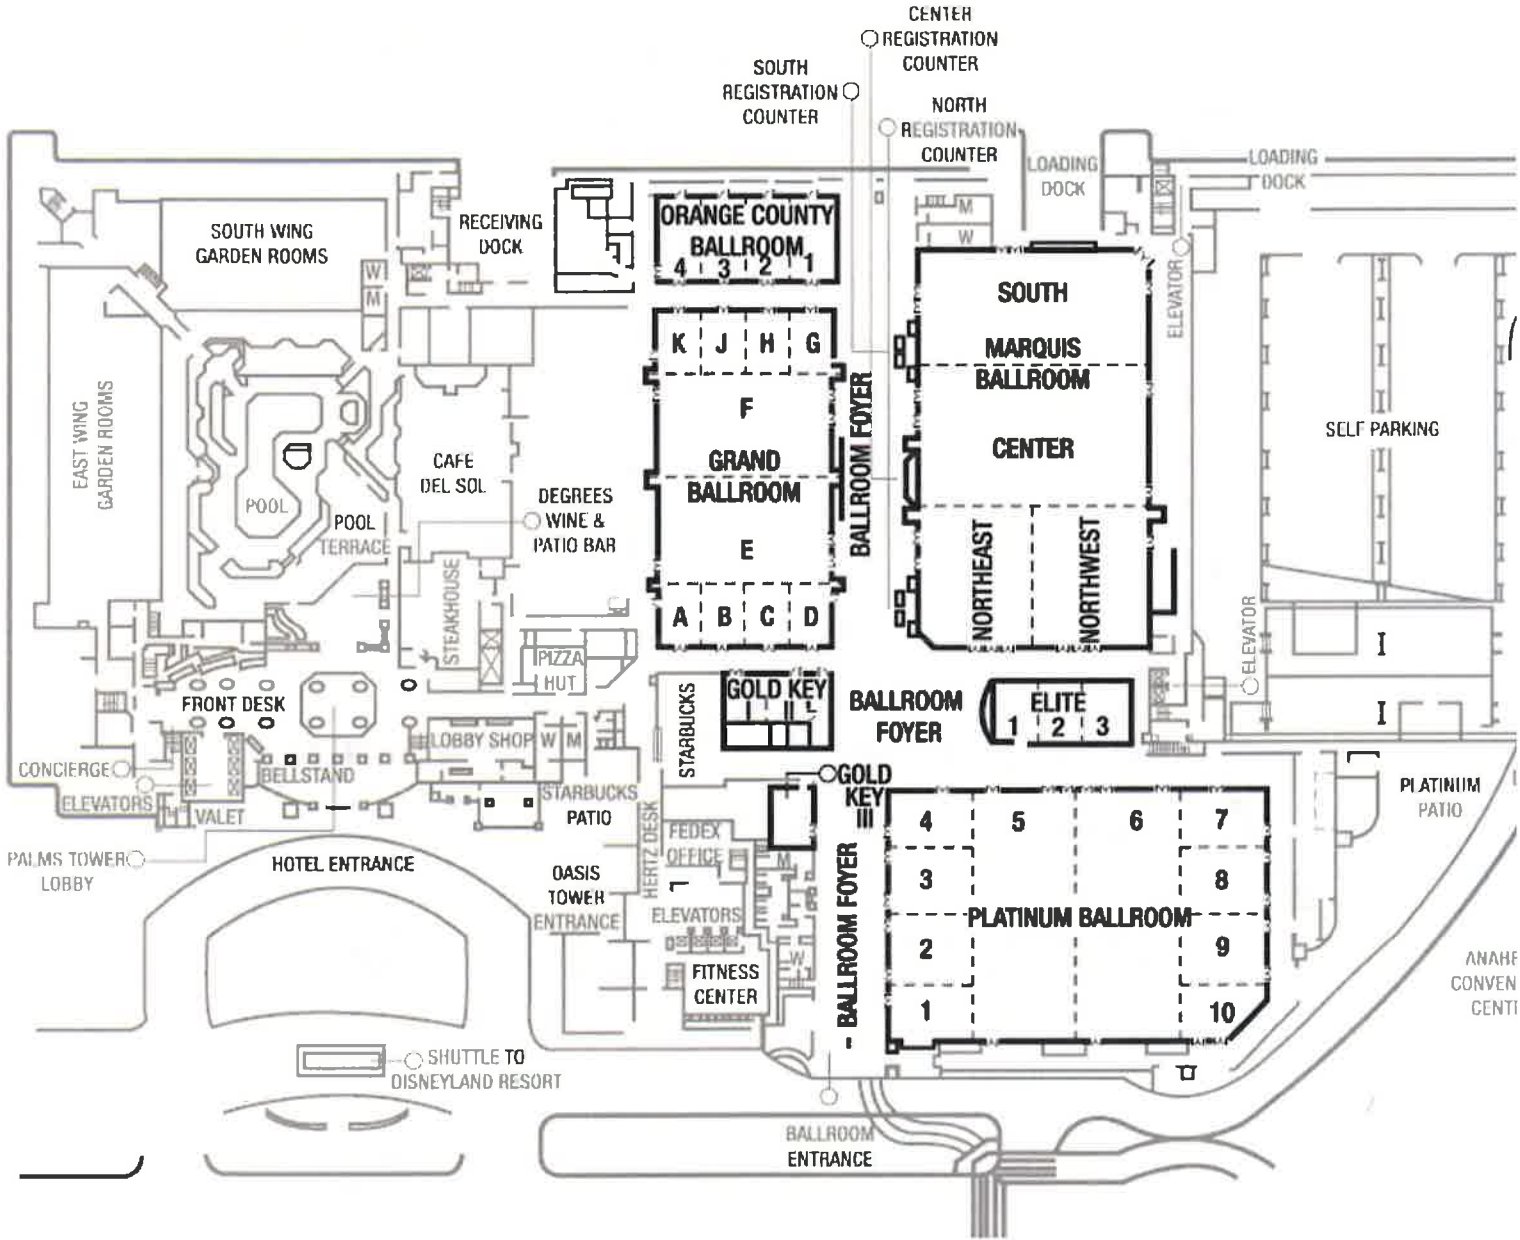 CENTER
REGISTRATION
COUNTER
SOUTH
REGISTRATION
COUNTER
NORTH
REGISTRATION
COUNTER
LOADING
DOCK
LOADING
DOCK
SOUTH WING
GARDEN ROOMS
RECEIVING
DOCK
ORANGE COUNTY
BALLROOM
4 3 2 1
M
W
W
M
ELEVATOR
SOUTH
MARQUIS
BALLROOM
CENTER
NORTHEAST
NORTHWEST
K J H G
F
GRAND
BALLROOM
E
A B C D
BALLROOM FOYER
EAST WING
GARDEN ROOMS
POOL
POOL
TERRACE
CAFE
DEL SOL
DEGREES
WINE &
PATIO BAR
STEAKHOUSE
PIZZA
HUT
SELF PARKING
ELEVATOR
FRONT DESK
CONCIERGE
ELEVATORS
VALET
BELLSTAND
LOBBY SHOP
W M
STARBUCKS
GOLD KEY
I II
BALLROOM
FOYER
ELITE
1 2 3
GOLD
KEY
III
STARBUCKS
PATIO
HERTZ DESK
FEDEX
OFFICE
M
PALMS TOWER
LOBBY
HOTEL ENTRANCE
OASIS
TOWER
ENTRANCE
ELEVATORS
W
FITNESS
CENTER
BALLROOM FOYER
4 5 6 7
3 8
PLATINUM BALLROOM
2 9
1 10
PLATINUM
PATIO
ANAHE
CONVEN
CENT
SHUTTLE TO
DISNEYLAND RESORT
BALLROOM
ENTRANCE